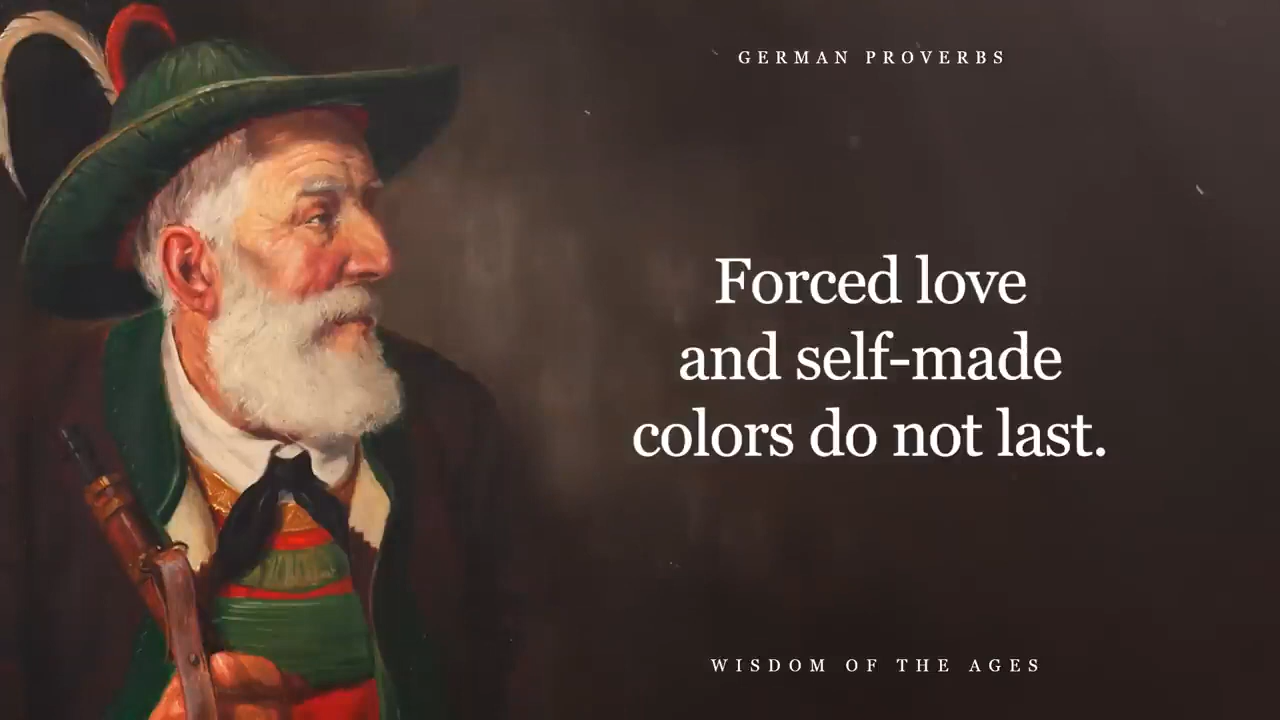 GERMAN PROVERBS
Forced love
and self-made
colors do not last.
WISDOM OF THE AGES